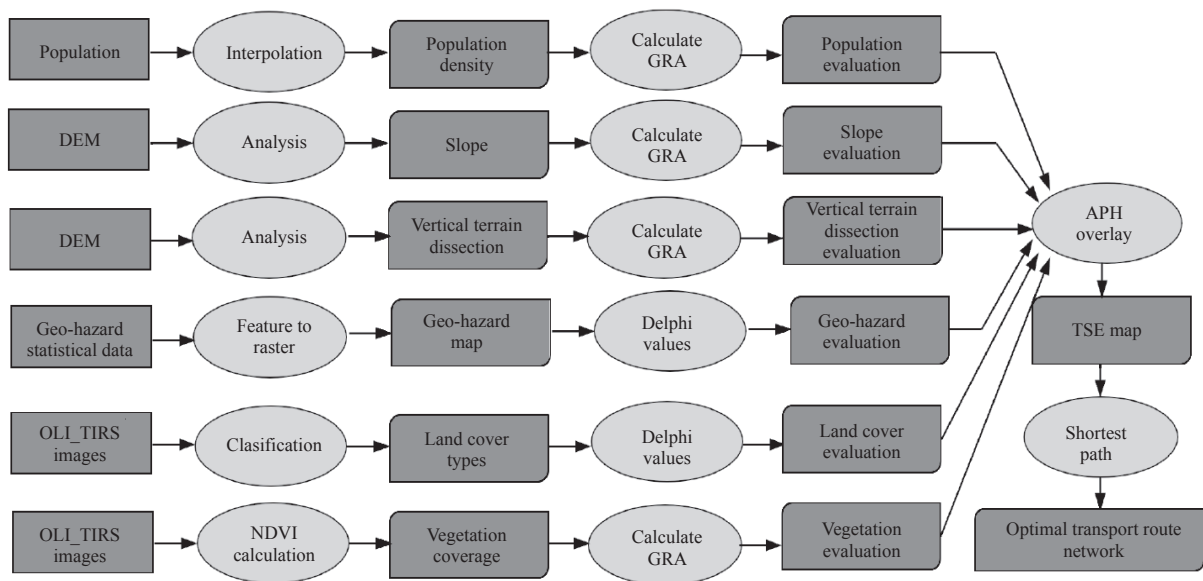 Population
Interpolation
Population
density
Calculate
GRA
Population
evaluation
DEM
Analysis
Slope
Calculate
GRA
Slope
evaluation
DEM
Analysis
Vertical terrain
dissection
Calculate
GRA
Vertical terrain
dissection
evaluation
APH
overlay
Geo-hazard
statistical data
Feature to
raster
Geo-hazard
map
Delphi
values
Geo-hazard
evaluation
TSE map
OLI_TIRS
images
Clasification
Land cover
types
Delphi
values
Land cover
evaluation
Shortest
path
OLI_TIRS
images
NDVI
calculation
Vegetation
coverage
Calculate
GRA
Vegetation
evaluation
Optimal transport route
network